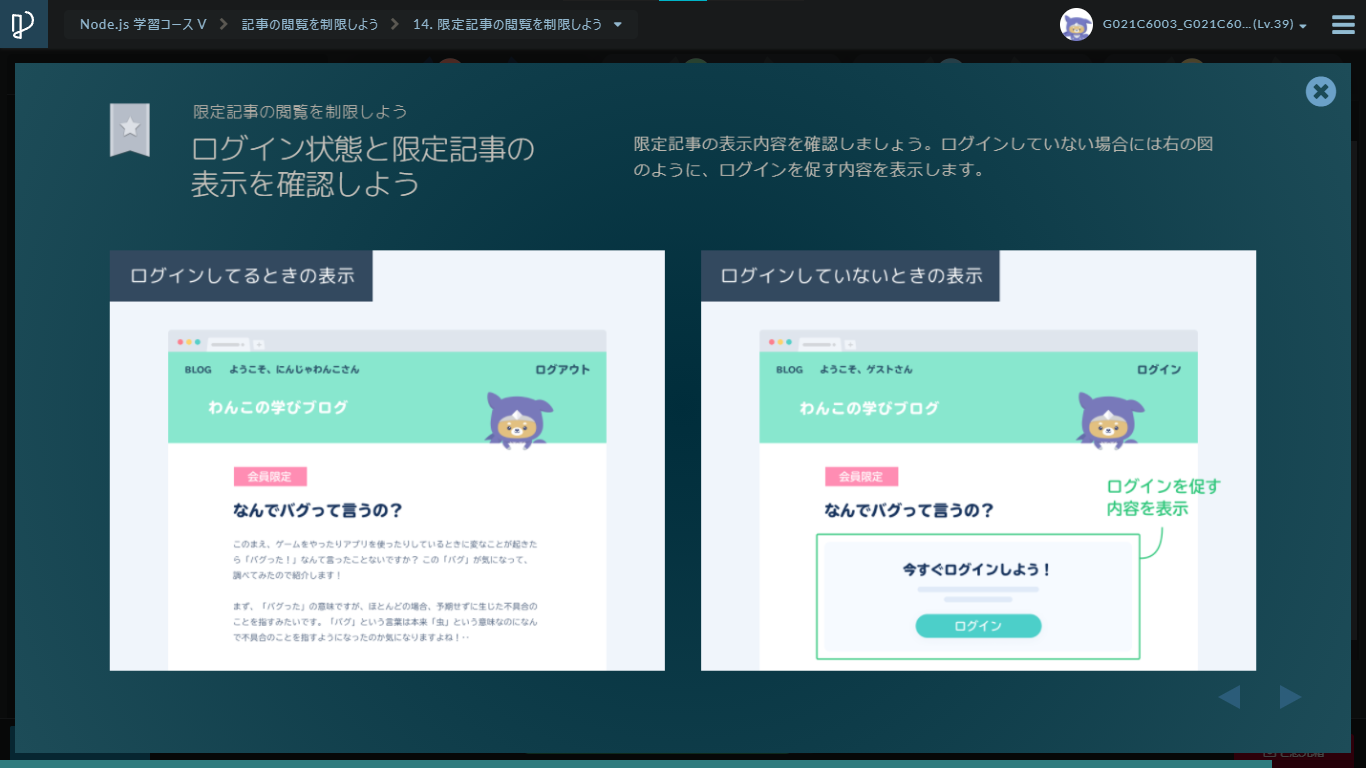 Node.js 学習コース V
記事の閲覧を制限しよう
14. 限定記事の閲覧を制限しよう
G021C6003_G021C60...(Lv.39)
限定記事の閲覧を制限しよう
ログイン状態と限定記事の
表示を確認しよう
限定記事の表示内容を確認しましょう。ログインしていない場合には右の図
のように、ログインを促す内容を表示します。
ログインしてるときの表示
BLOG ようこそ、にんじゃわんこさん ログアウト
わんこの学びブログ
会員限定
なんでバグって言うの?
このまえ、ゲームをやったりアプリを使ったりしているときに変なことが起きた
ら「バグった!」なんて言ったことないですか? この「バグ」が気になって、
調べてみたので紹介します!
まず、「バグった」の意味ですが、ほとんどの場合、予期せずに生じた不具合の
ことを指すみたいです。「バグ」という言葉は本来「虫」という意味なのになん
で不具合のことを指すようになったのか気になりますよね!··
ログインしていないときの表示
BLOG ようこそ、ゲストさん ログイン
わんこの学びブログ
会員限定
なんでバグって言うの?
ログインを促す
内容を表示
今すぐログインしよう!
ログイン